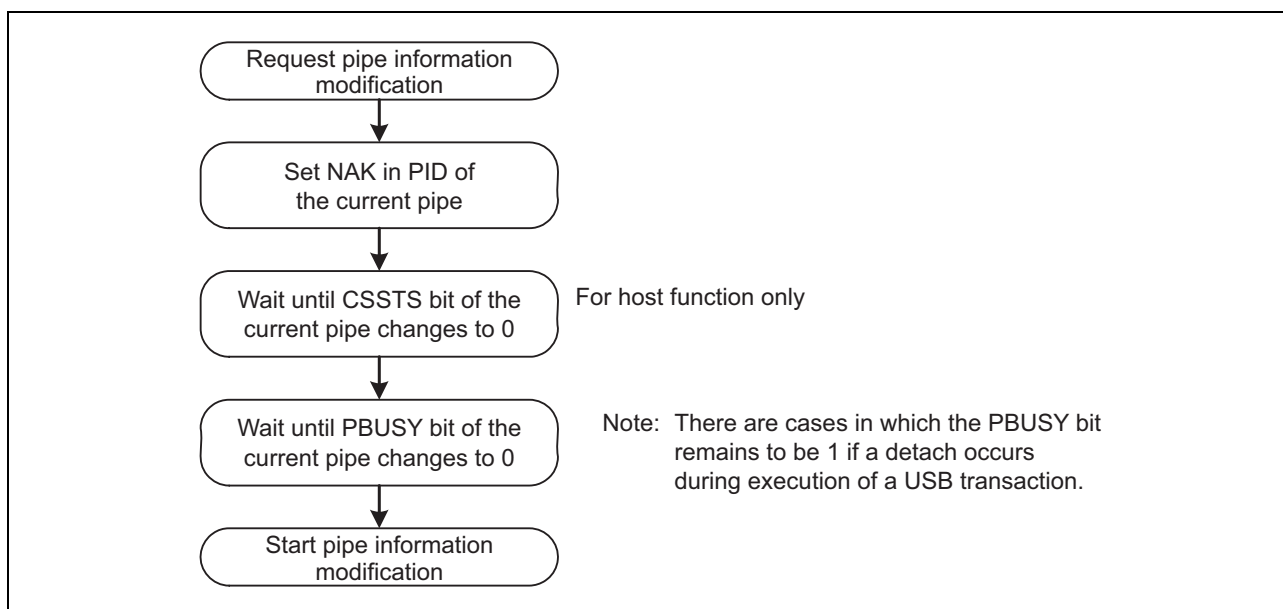 Request pipe information
modification
Set NAK in PID of
the current pipe
Wait until CSSTS bit of the
current pipe changes to 0
For host function only
Wait until PBUSY bit of the
current pipe changes to 0
Note: There are cases in which the PBUSY bit
remains to be 1 if a detach occurs
during execution of a USB transaction.
Start pipe information
modification